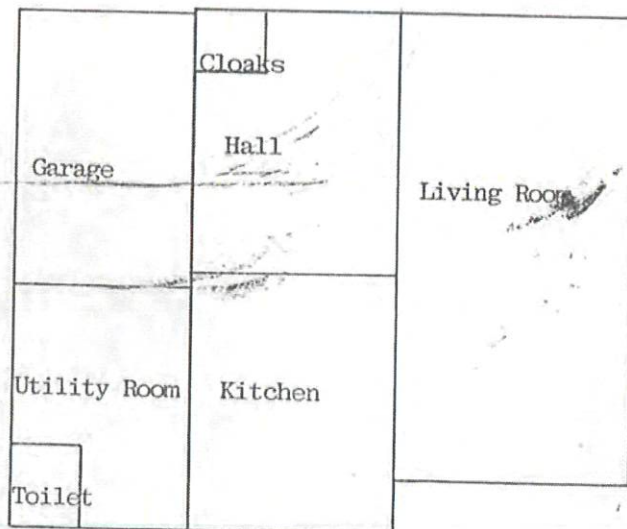 Cloaks
Hall
Garage
Living Room
Utility Room
Kitchen
Toilet